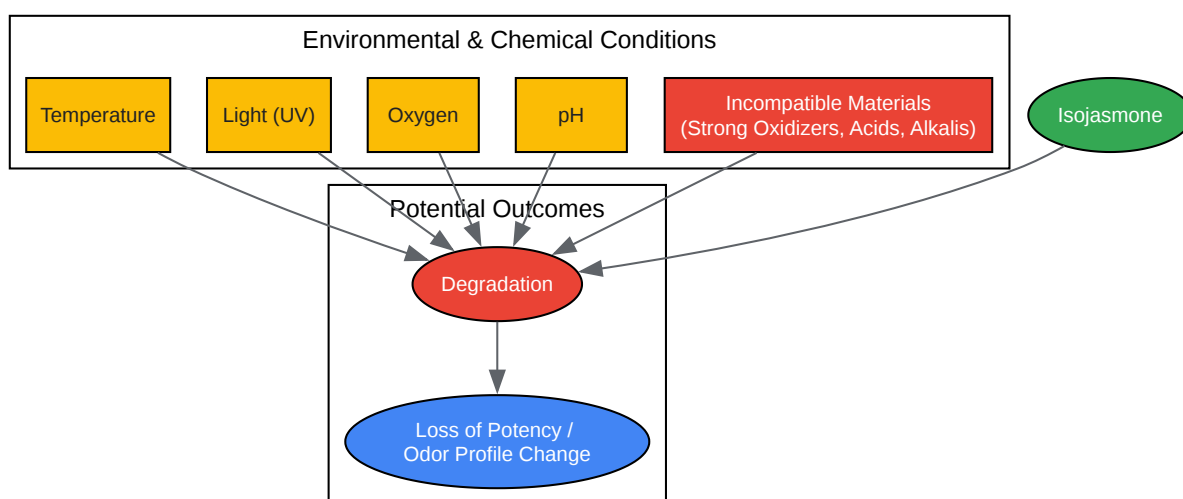 Environmental & Chemical Conditions
Temperature
Light (UV)
Oxygen
pH
Incompatible Materials
(Strong Oxidizers, Acids, Alkalis)
Isojasmone
Potential Outcomes
Degradation
Loss of Potency /
Odor Profile Change